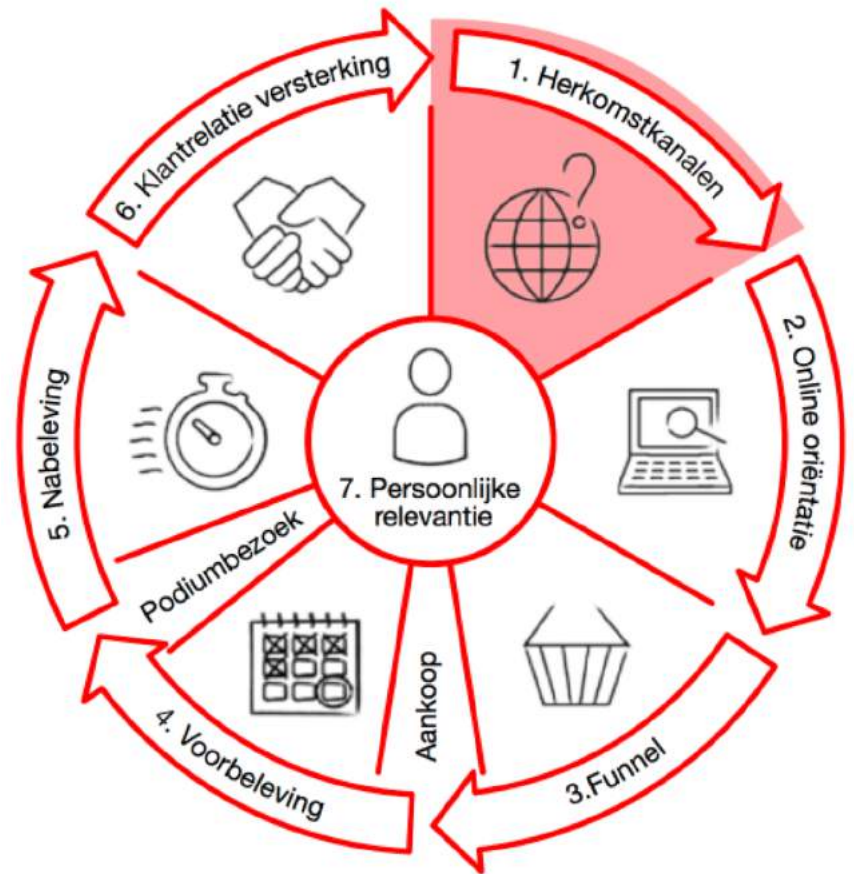 1. Herkomstkanalen
2. Online oriëntatie
3.Funnel
Aankoop
4. Voorbeleving
Podiumbezoek
5. Nabeleving
6. Klantrelatie versterking
7. Persoonlijke
relevantie